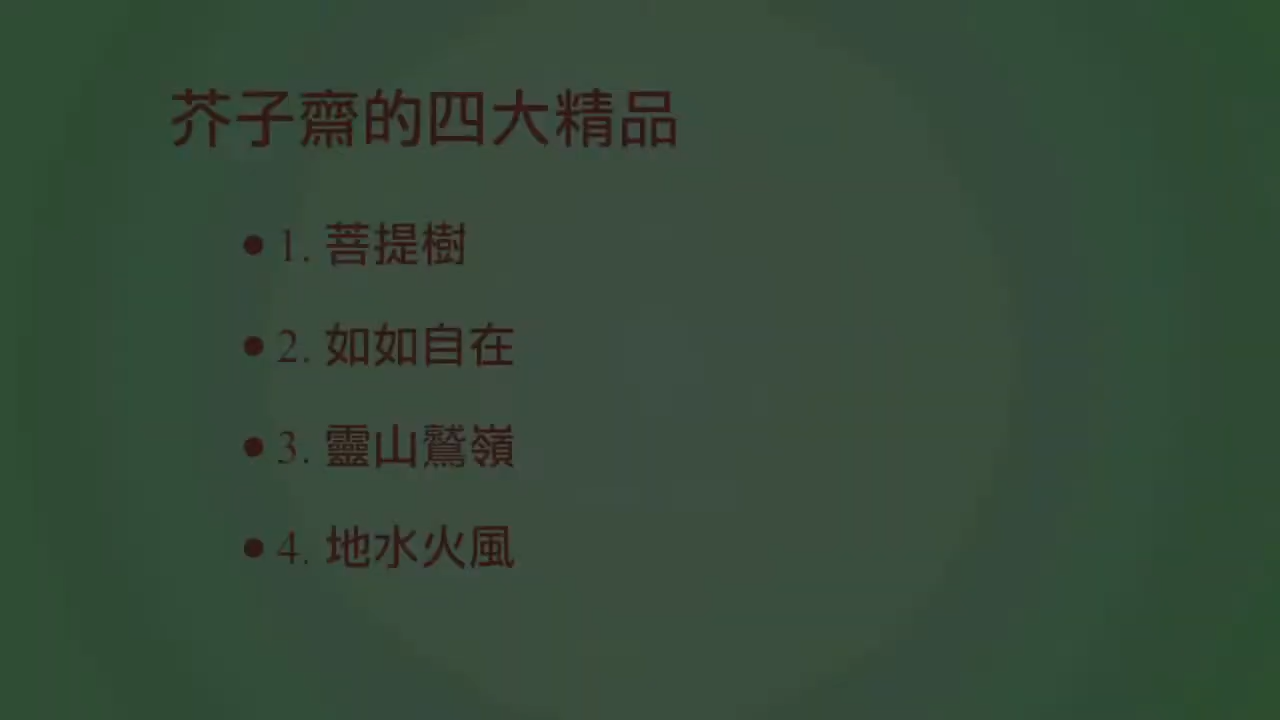 芥子齋的四大精品
• 1. 菩提樹
• 2. 如如自在
• 3. 靈山鷲嶺
• 4. 地水火風